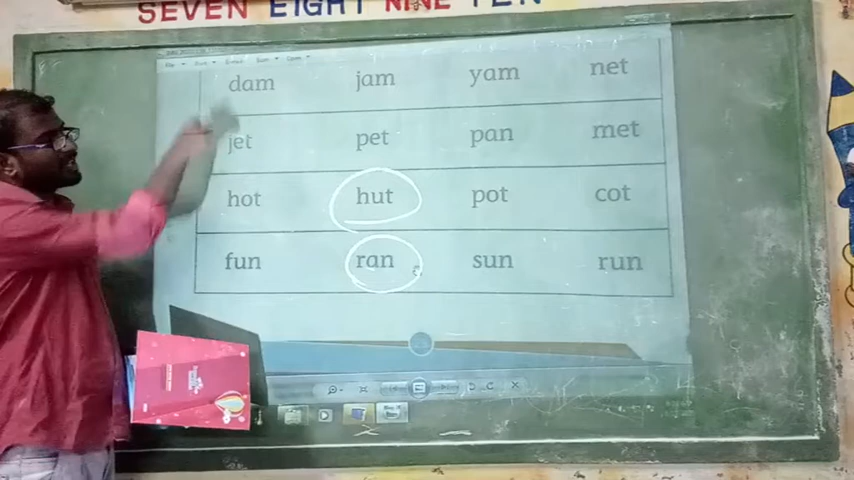 SEVEN EIGHT NINE TEN
dam jam yam net
jet pet pan met
hot hut pot cot
fun ran sun run